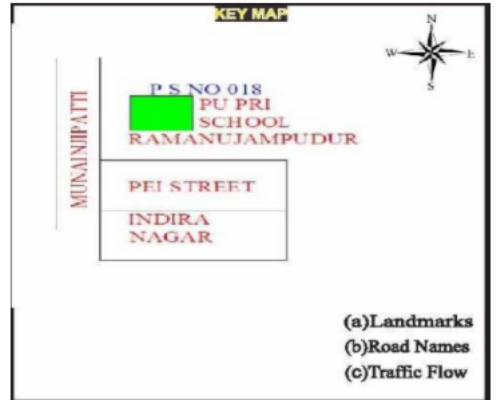 KEY MAP
N
W E
S
P S NO 018
PU PRI
SCHOOL
RAMANUJAMPUDUR
MUNAINJIPATTI
PEI STREET
INDIRA
NAGAR
(a)Landmarks
(b)Road Names
(c)Traffic Flow